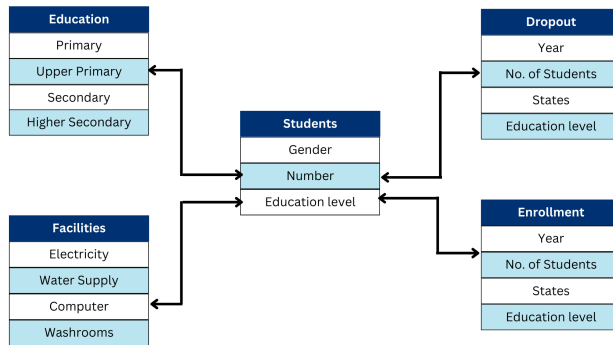 Education
Primary
Upper Primary
Secondary
Higher Secondary
Facilities
Electricity
Water Supply
Computer
Washrooms
Students
Gender
Number
Education level
Dropout
Year
No. of Students
States
Education level
Enrollment
Year
No. of Students
States
Education level